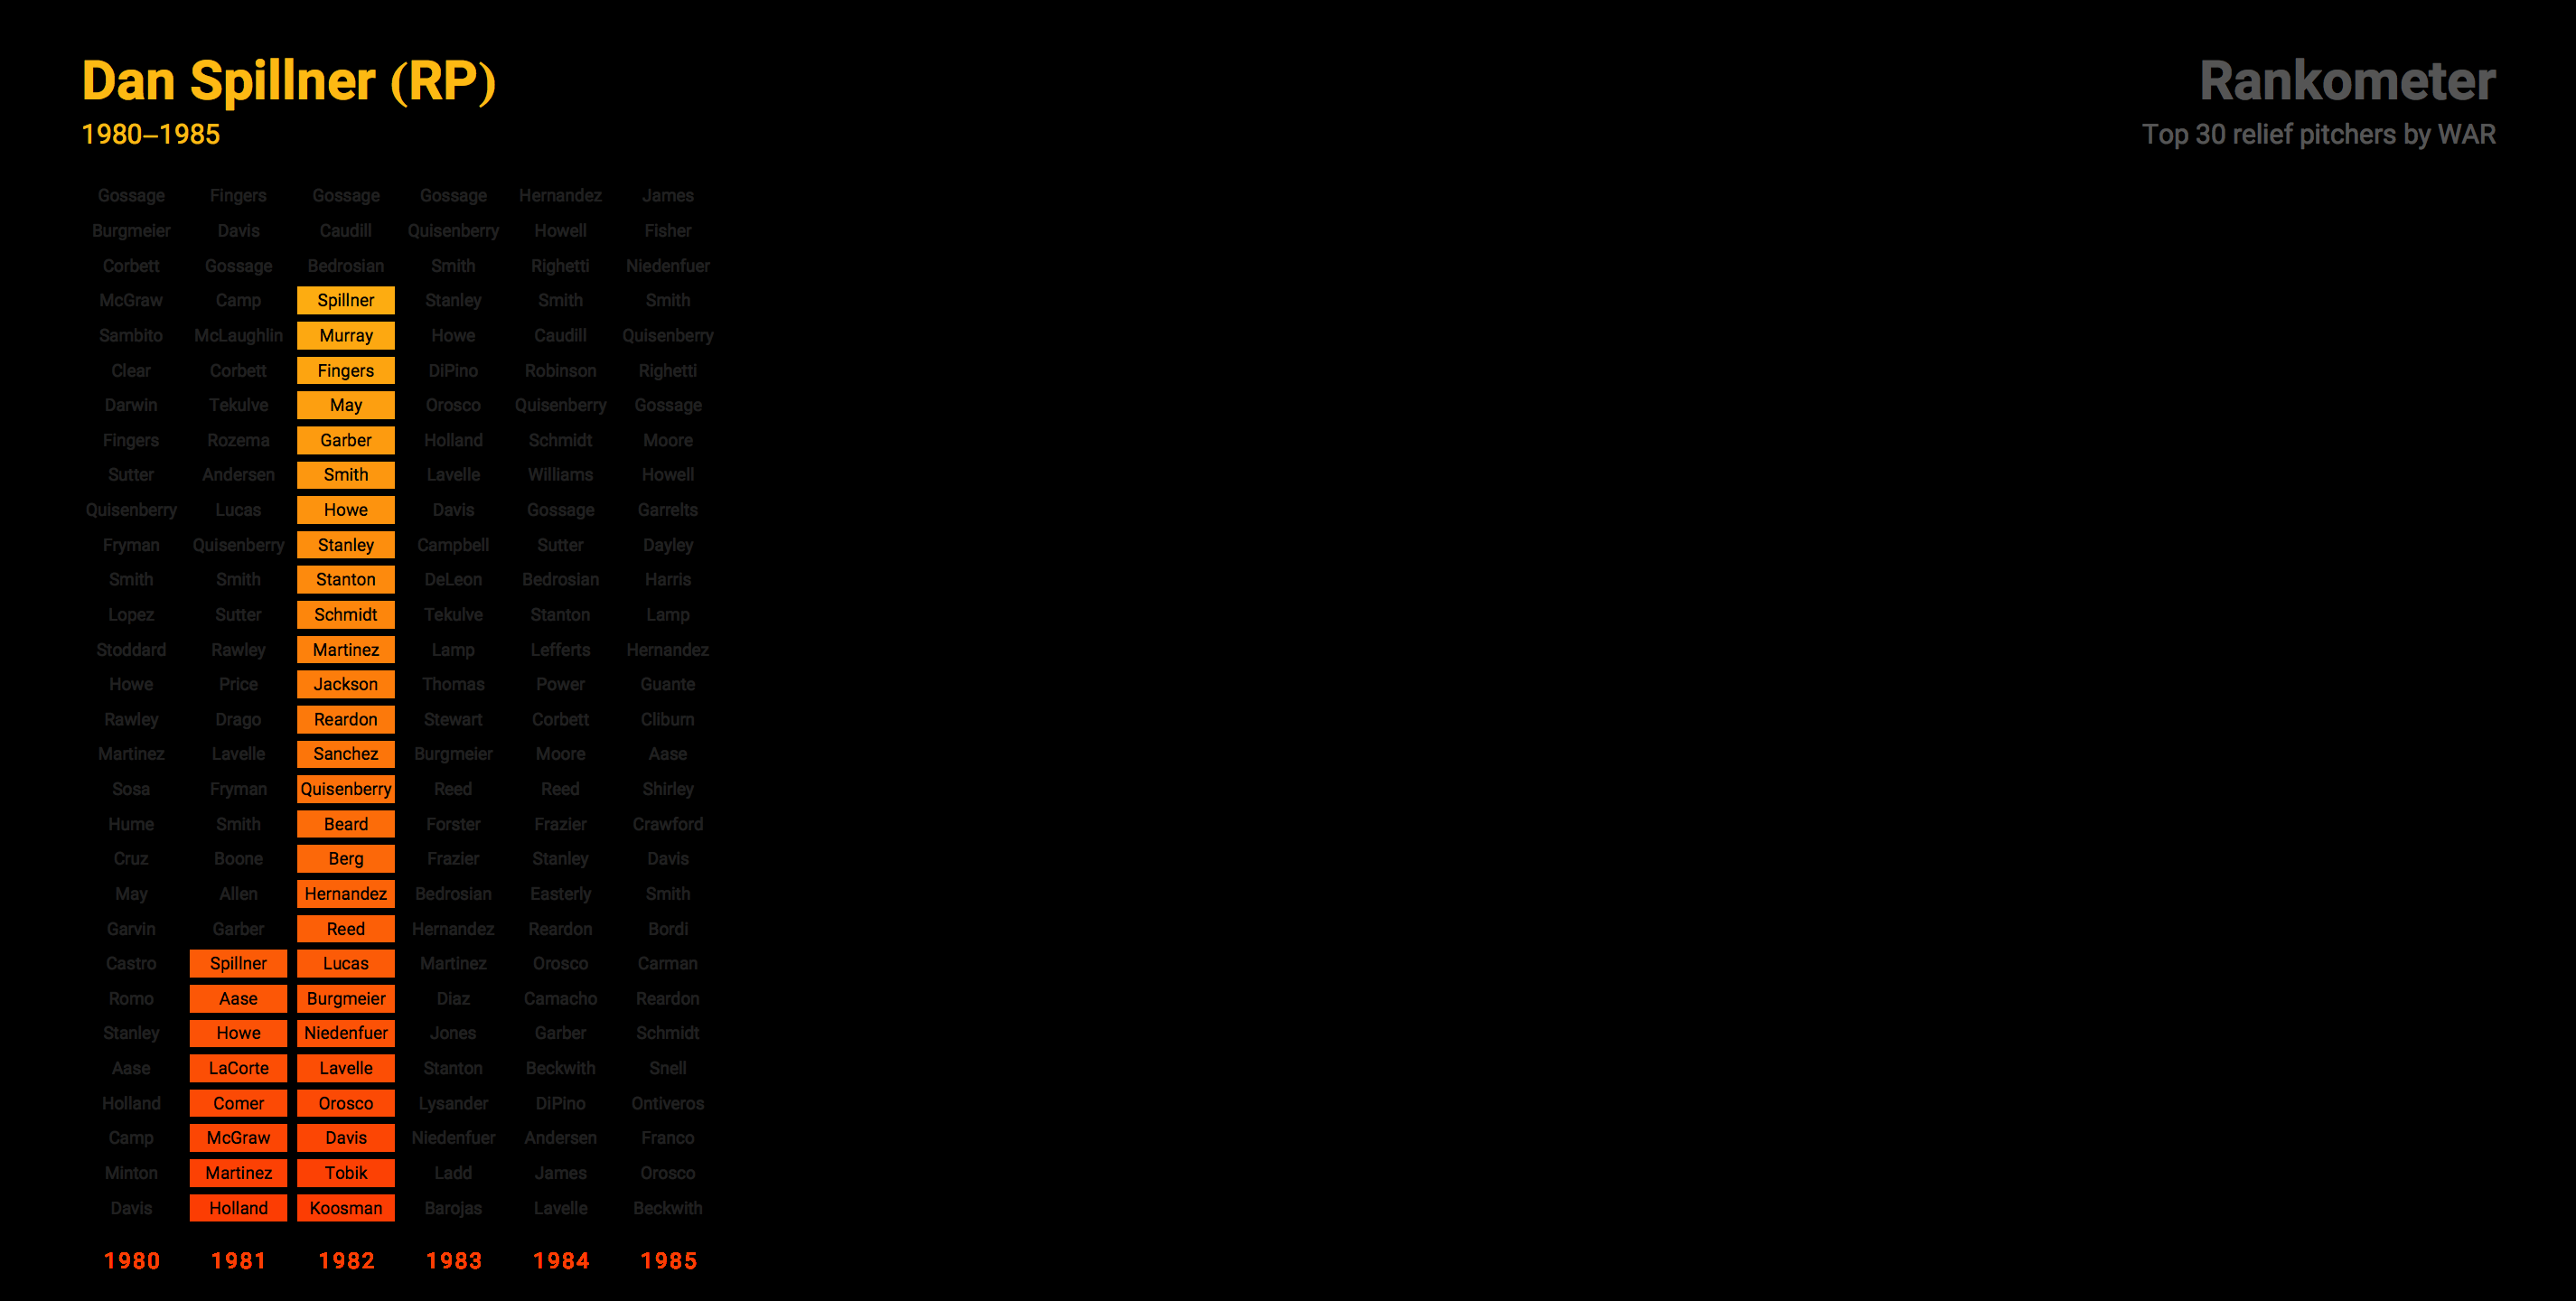 Dan Spillner (RP)
1980–1985
Rankometer
Top 30 relief pitchers by WAR
Gossage Fingers Gossage Gossage Hernandez James
Burgmeier Davis Caudill Quisenberry Howell Fisher
Corbett Gossage Bedrosian Smith Righetti Niedenfuer
McGraw Camp Spillner Stanley Smith Smith
Sambito McLaughlin Murray Howe Caudill Quisenberry
Clear Corbett Fingers DiPino Robinson Righetti
Darwin Tekulve May Orosco Quisenberry Gossage
Fingers Rozema Garber Holland Schmidt Moore
Sutter Andersen Smith Lavelle Williams Howell
Quisenberry Lucas Howe Davis Gossage Garrelts
Fryman Quisenberry Stanley Campbell Sutter Dayley
Smith Smith Stanton DeLeon Bedrosian Harris
Lopez Sutter Schmidt Tekulve Stanton Lamp
Stoddard Rawley Martinez Lamp Lefferts Hernandez
Howe Price Jackson Thomas Power Guante
Rawley Drago Reardon Stewart Corbett Cliburn
Martinez Lavelle Sanchez Burgmeier Moore Aase
Sosa Fryman Quisenberry Reed Reed Shirley
Hume Smith Beard Forster Frazier Crawford
Cruz Boone Berg Frazier Stanley Davis
May Allen Hernandez Bedrosian Easterly Smith
Garvin Garber Reed Hernandez Reardon Bordi
Castro Spillner Lucas Martinez Orosco Carman
Romo Aase Burgmeier Diaz Camacho Reardon
Stanley Howe Niedenfuer Jones Garber Schmidt
Aase LaCorte Lavelle Stanton Beckwith Snell
Holland Comer Orosco Lysander DiPino Ontiveros
Camp McGraw Davis Niedenfuer Andersen Franco
Minton Martinez Tobik Ladd James Orosco
Davis Holland Koosman Barojas Lavelle Beckwith
1980 1981 1982 1983 1984 1985